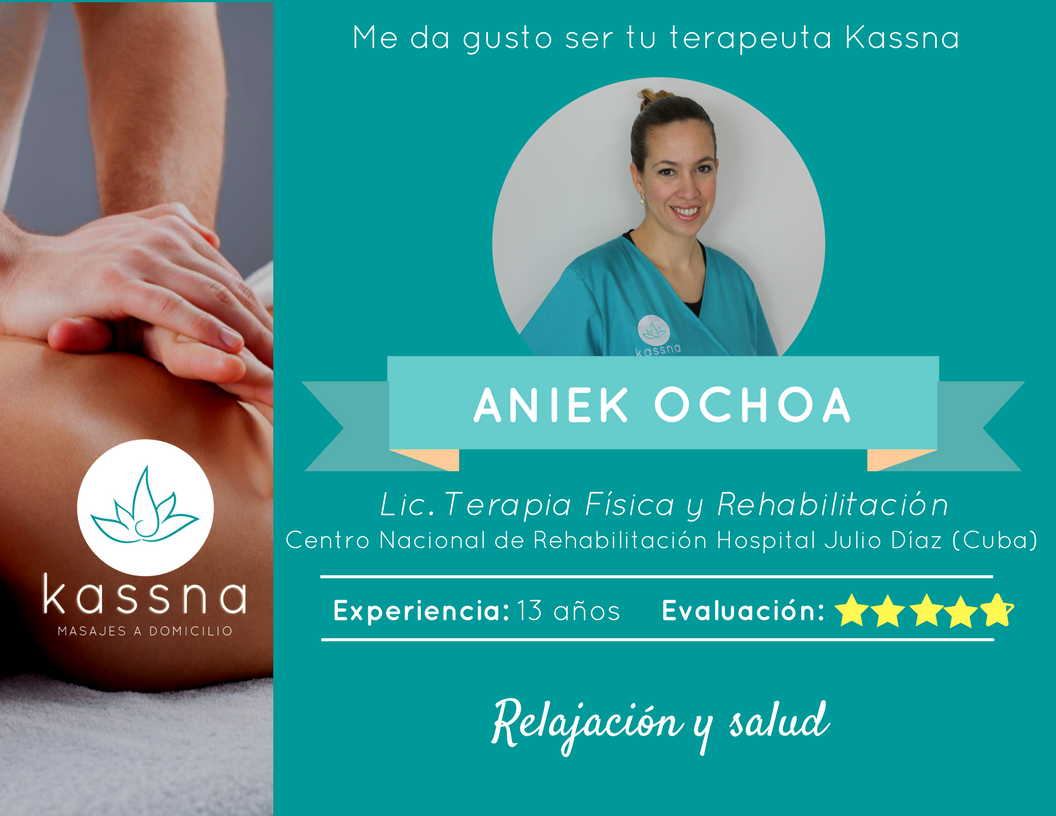 Me da gusto ser tu terapeuta Kassna
kassna
ANIEK OCHOA
Lic. Terapia Física y Rehabilitación
Centro Nacional de Rehabilitación Hospital Julio Díaz (Cuba)
Experiencia: 13 años Evaluación:
Relajación y salud
kassna
MASAJES A DOMICILIO